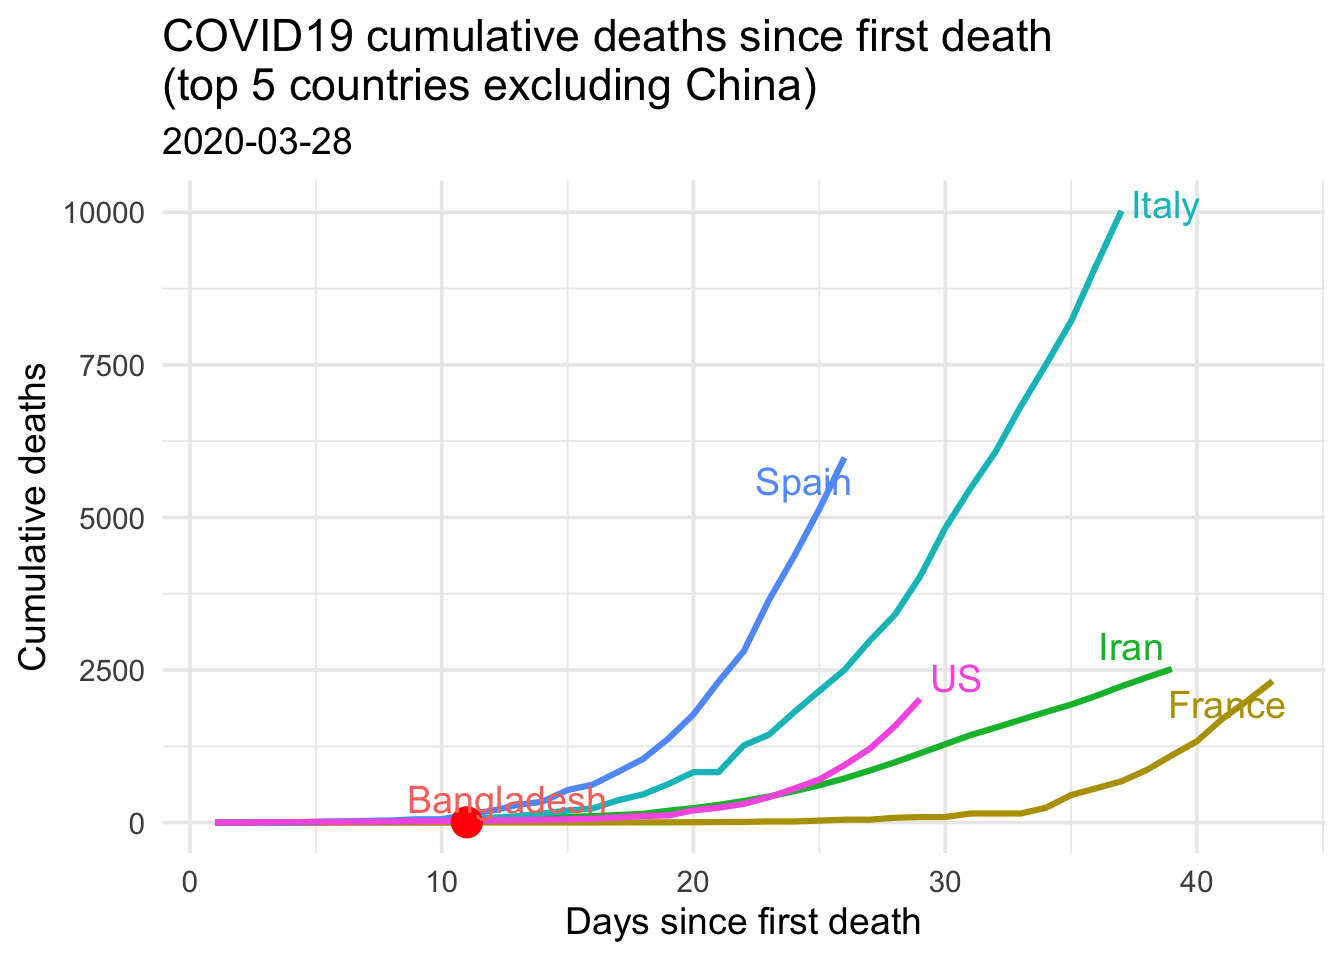 COVID19 cumulative deaths since first death
(top 5 countries excluding China)
2020-03-28
10000
7500
5000
2500
0
Cumulative deaths
Italy
Spain
Iran
US
France
Bangladesh
0 10 20 30 40
Days since first death